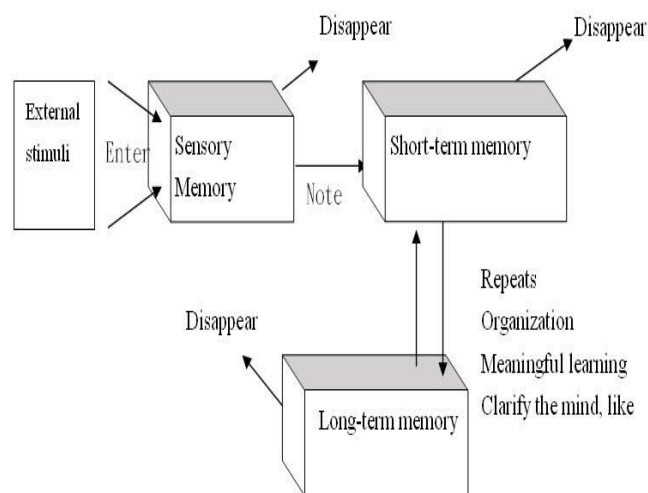 Disappear
Disappear
External
stimuli
Enter
Sensory
Memory
Note
Short-term memory
Repeats
Organization
Meaningful learning
Clarify the mind, like
Disappear
Long-term memory